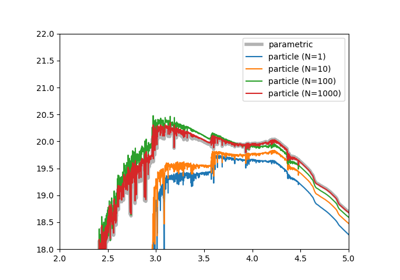 22.0
21.5
21.0
20.5
20.0
19.5
19.0
18.5
18.0
parametric
particle (N=1)
particle (N=10)
particle (N=100)
particle (N=1000)
2.0 2.5 3.0 3.5 4.0 4.5 5.0